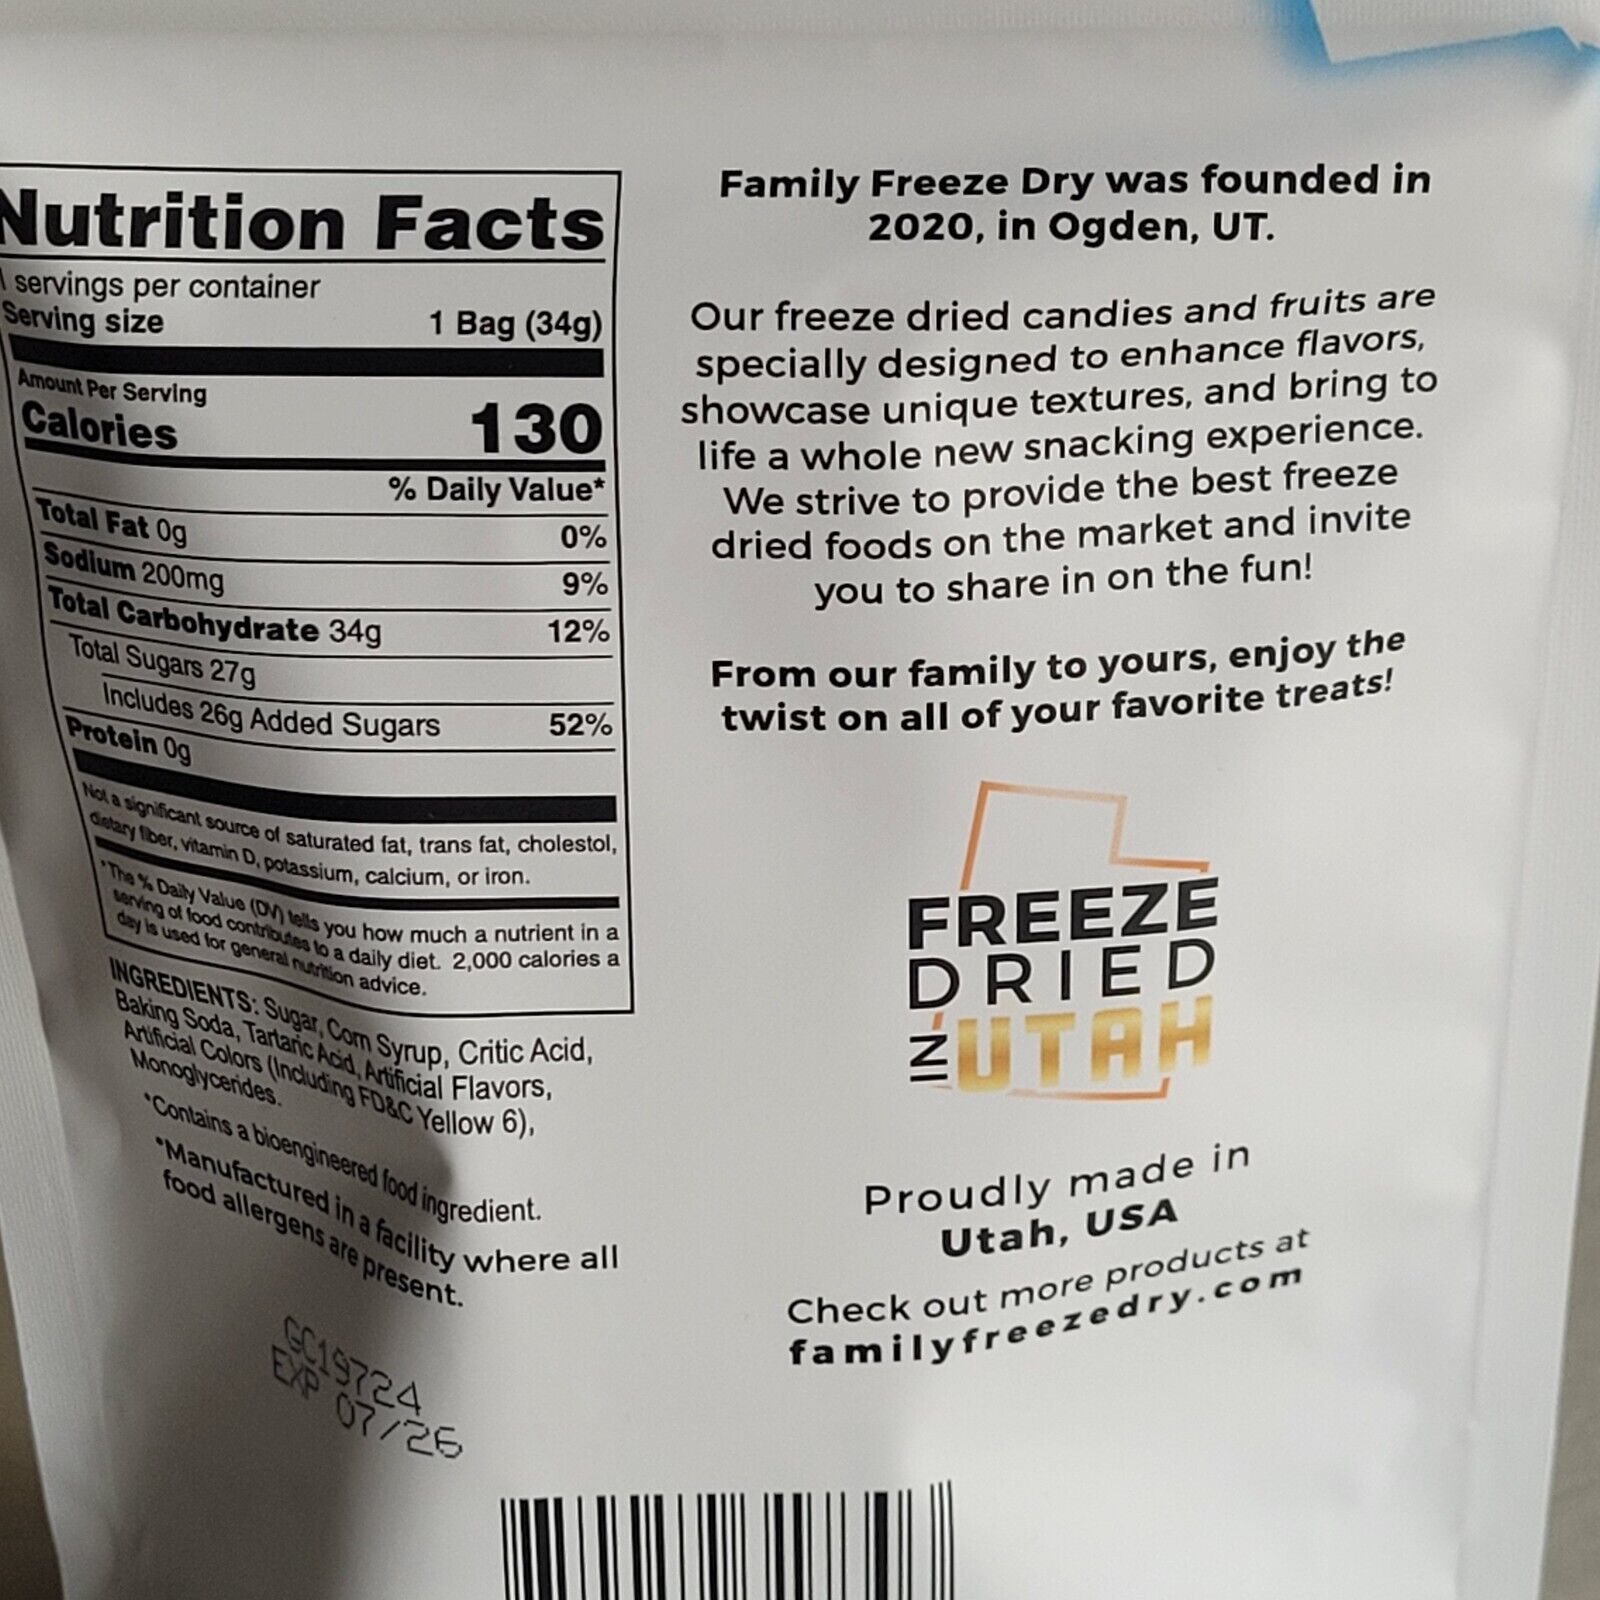 Nutrition Facts
1 servings per container
Serving size 1 Bag (34g)
Amount Per Serving
Calories 130
% Daily Value*
Total Fat 0g 0%
Sodium 200mg 9%
Total Carbohydrate 34g 12%
Total Sugars 27g
Includes 26g Added Sugars 52%
Protein 0g
Not a significant source of saturated fat, trans fat, cholestol,
dietary fiber, vitamin D, potassium, calcium, or iron.
*The % Daily Value (DV) tells you how much a nutrient in a
serving of food contributes to a daily diet. 2,000 calories a
day is used for general nutrition advice.
INGREDIENTS: Sugar, Corn Syrup, Critic Acid,
Baking Soda, Tartaric Acid, Artificial Flavors,
Artificial Colors (Including FD&C Yellow 6),
Monoglycerides.
*Contains a bioengineered food ingredient.
*Manufactured in a facility where all
food allergens are present.
GC19724
EXP 07/26
Family Freeze Dry was founded in
2020, in Ogden, UT.
Our freeze dried candies and fruits are
specially designed to enhance flavors,
showcase unique textures, and bring to
life a whole new snacking experience.
We strive to provide the best freeze
dried foods on the market and invite
you to share in on the fun!
From our family to yours, enjoy the
twist on all of your favorite treats!
FREEZE
DRIED
IN UTAH
Proudly made in
Utah, USA
Check out more products at
familyfreezedry.com